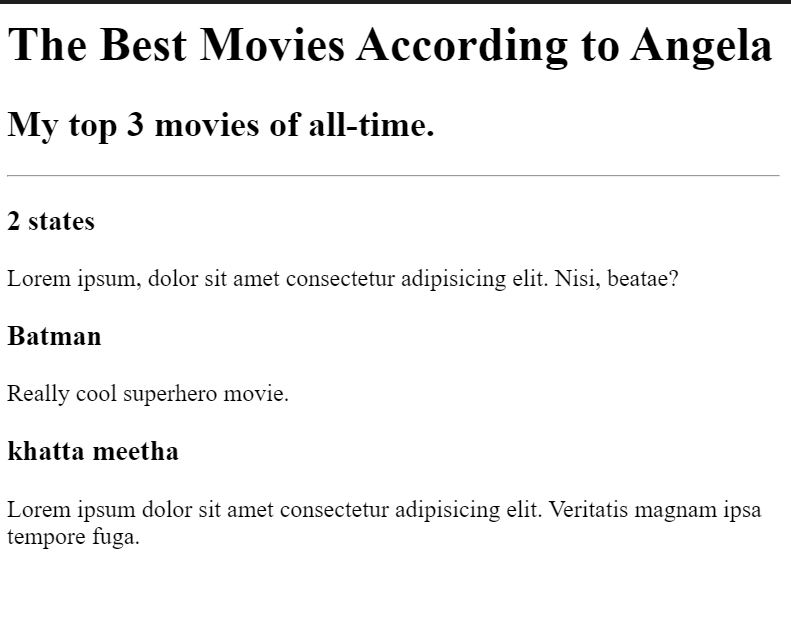 The Best Movies According to Angela
My top 3 movies of all-time.
2 states
Lorem ipsum, dolor sit amet consectetur adipisicing elit. Nisi, beatae?
Batman
Really cool superhero movie.
khatta meetha
Lorem ipsum dolor sit amet consectetur adipisicing elit. Veritatis magnam ipsa
tempore fuga.